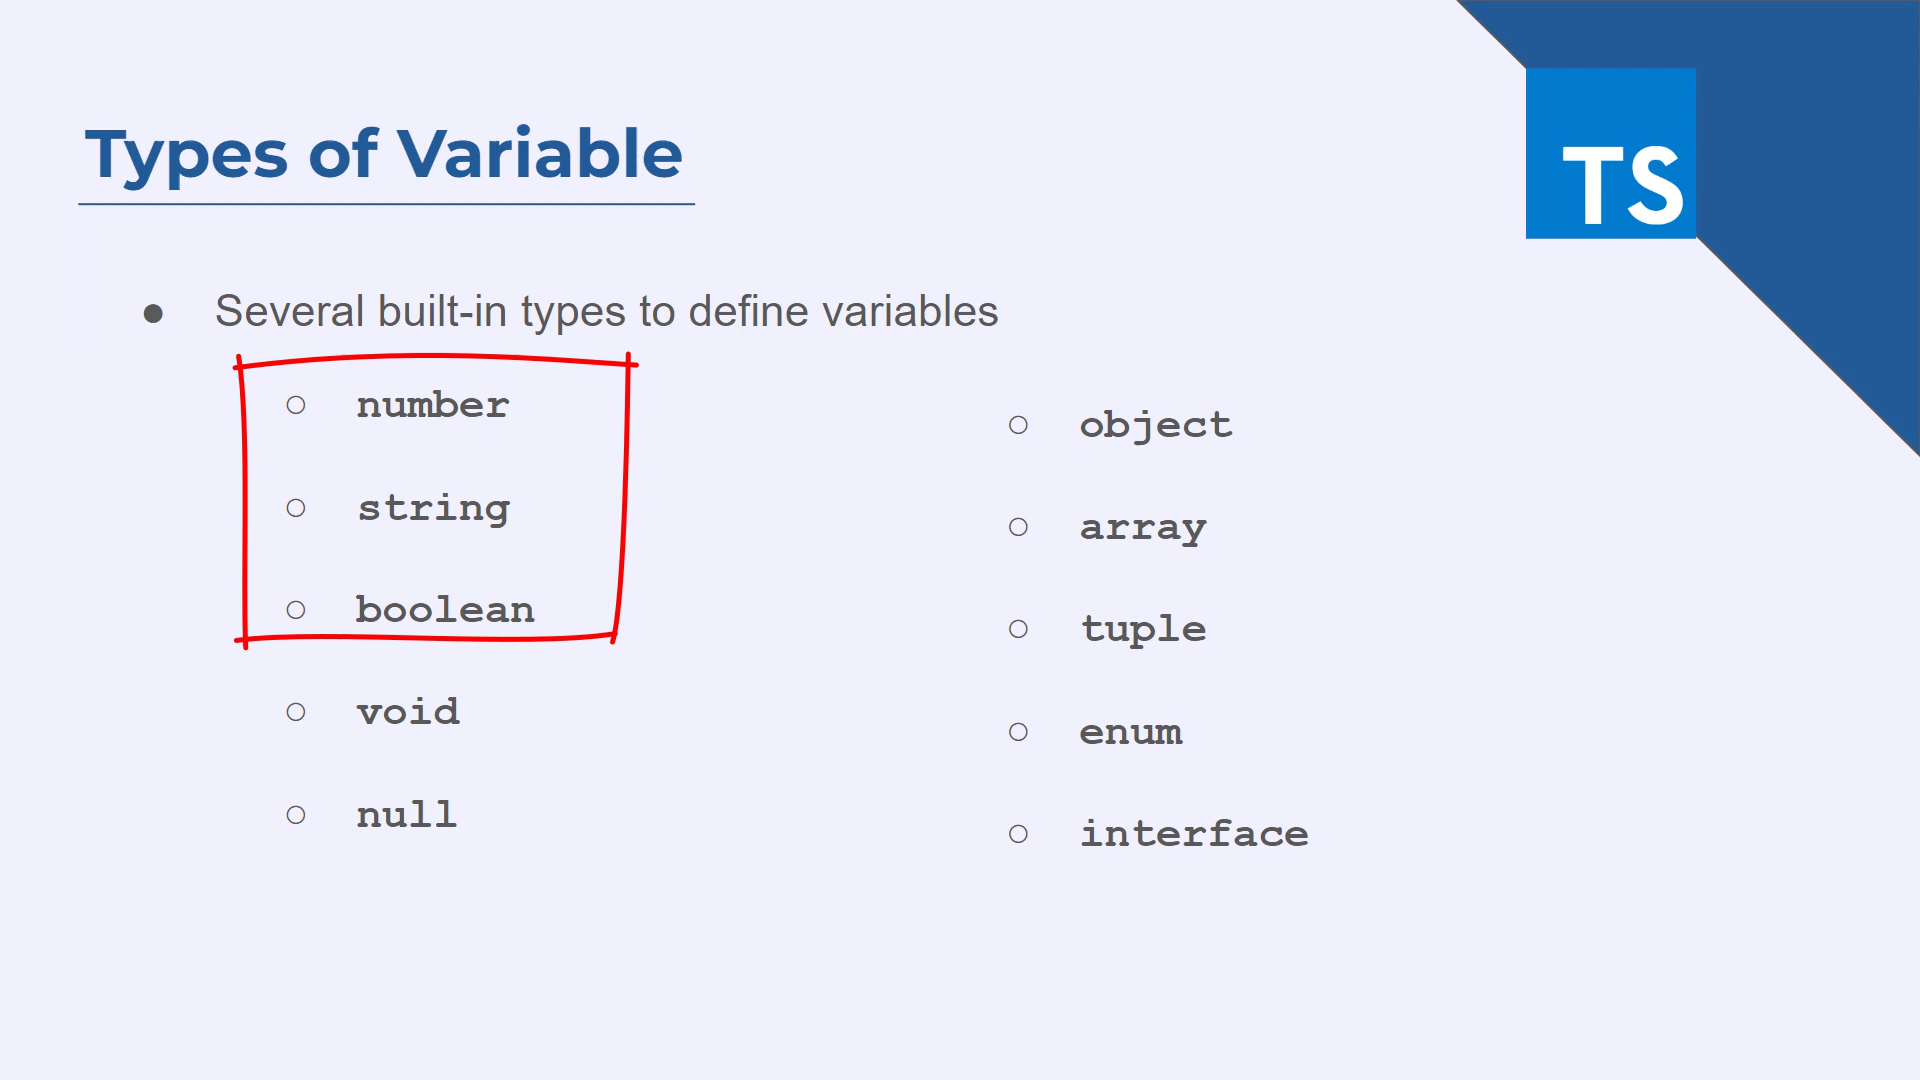 Types of Variable
TS
● Several built-in types to define variables
○ number
○ string
○ boolean
○ void
○ null
○ object
○ array
○ tuple
○ enum
○ interface